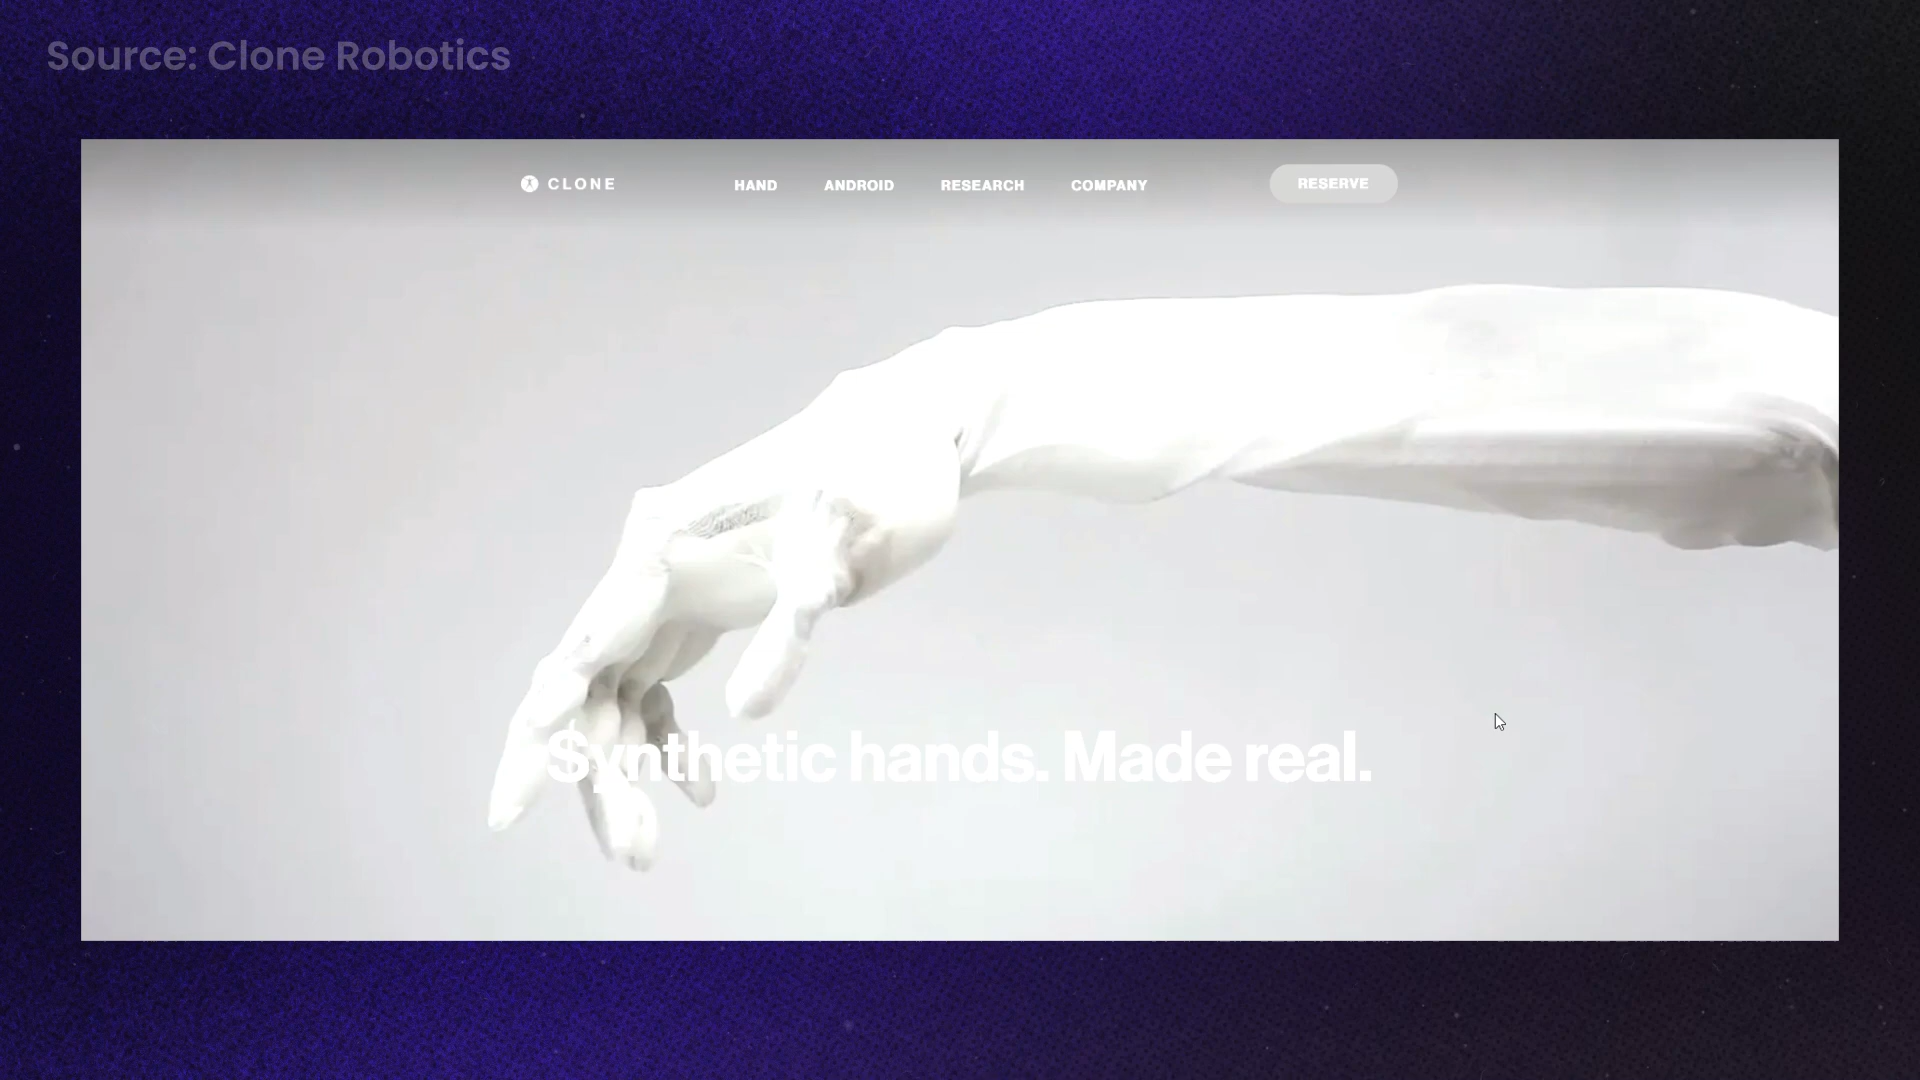 Source: Clone Robotics
CLONE
HAND
ANDROID
RESEARCH
COMPANY
RESERVE
Synthetic hands. Made real.